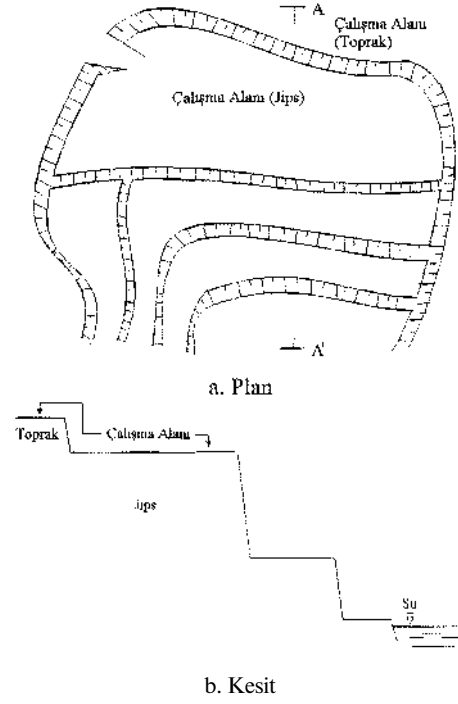 A
Çalışma Alanı
(Toprak)
Çalışma Alanı (Jips)
A'
a. Plan
Toprak
Çalışma Alanı
Jips
Su
b. Kesit